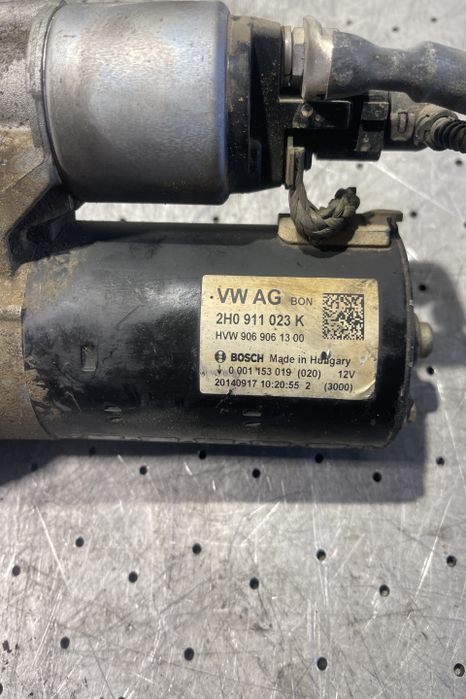 VW AG BON
2H0 911 023 K
HVW 906 906 13 00
BOSCH Made in Hungary
0 001 153 019 (020) 12V
20140917 10:20:55 2 (3000)